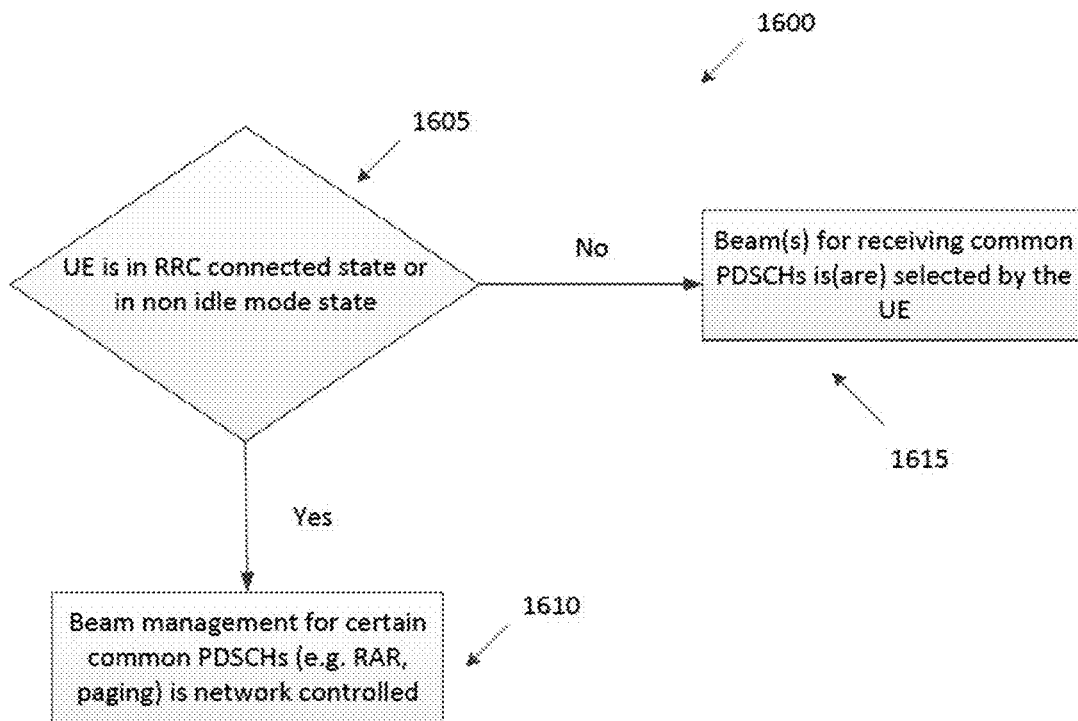 1600
1605
UE is in RRC connected state or
in non idle mode state
No
Beam(s) for receiving common
PDSCHs is(are) selected by the
UE
1615
Yes
Beam management for certain
common PDSCHs (e.g. RAR,
paging) is network controlled
1610